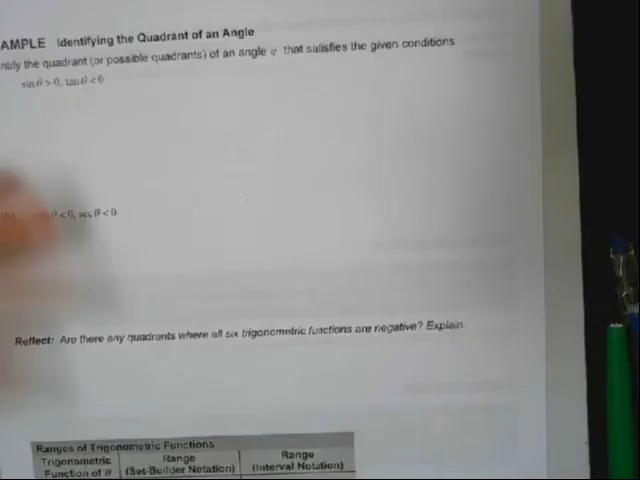 AMPLE Identifying the Quadrant of an Angle
ntify the quadrant (or possible quadrants) of an angle θ that satisfies the given conditions
sin θ > 0, tan θ < 0
θ < 0, sec θ < 0
Reflect: Are there any quadrants where all six trigonometric functions are negative? Explain.
Ranges of Trigonometric Functions
Trigonometric Range Range
Function of θ (Set-Builder Notation) (Interval Notation)